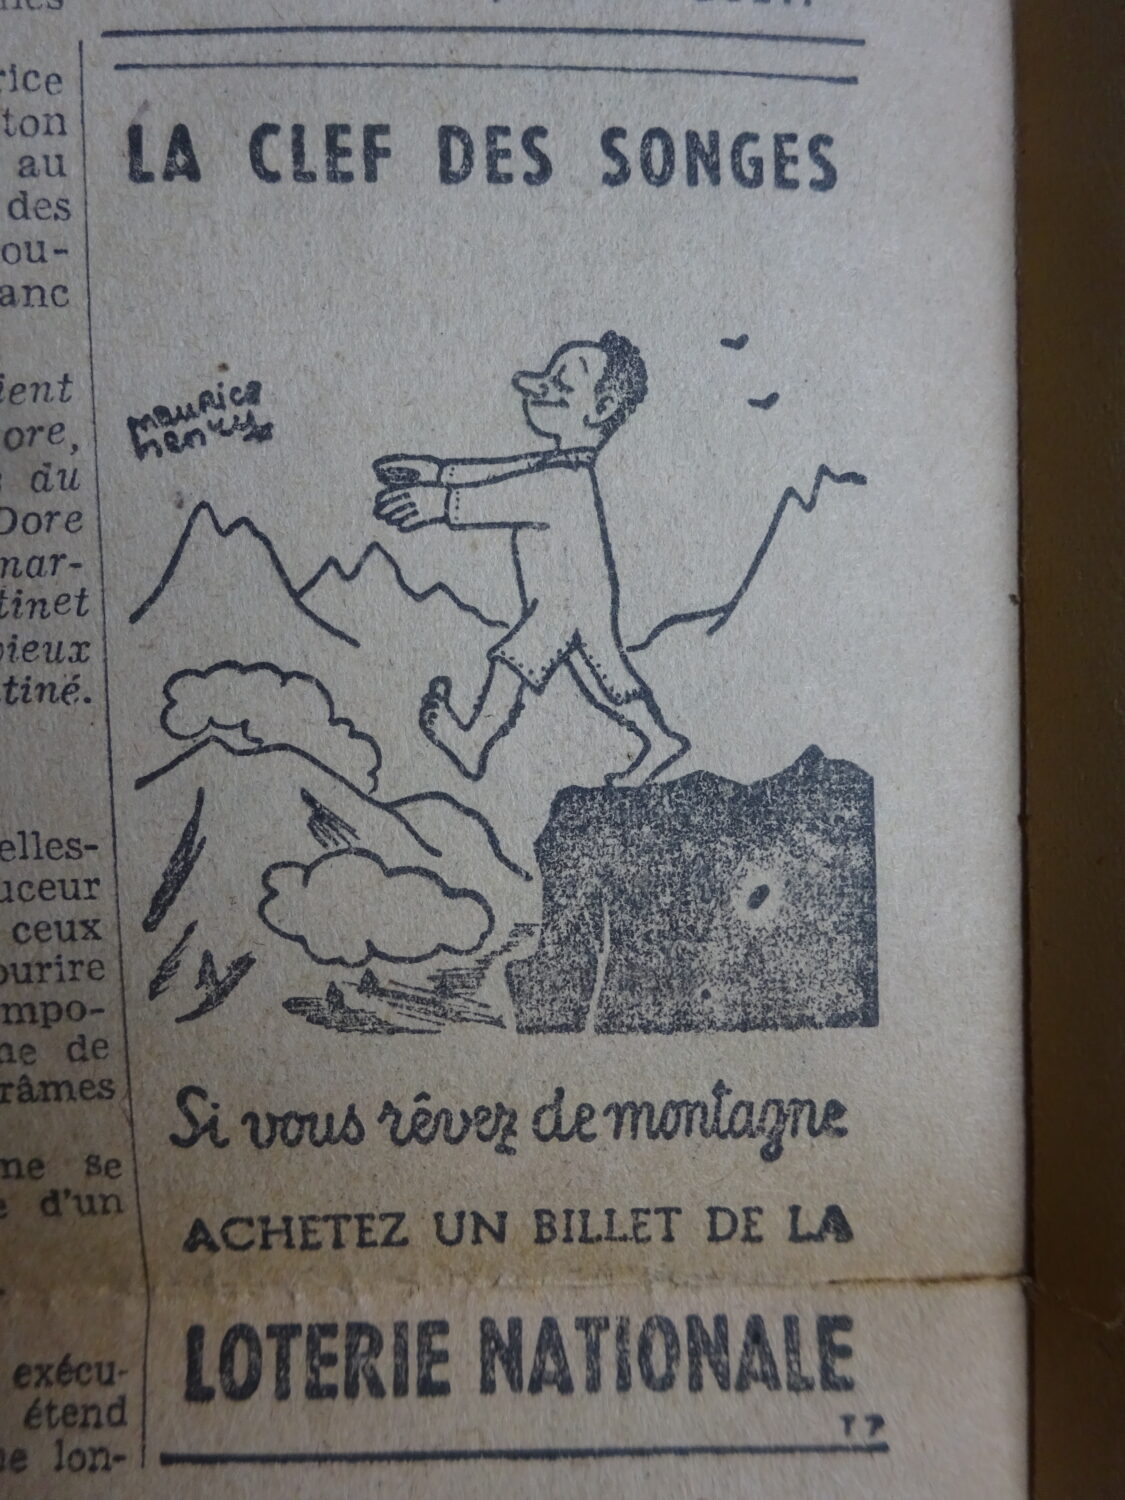 rice
ton
au
des
ou-
anc
ient
ore,
du
Dore
mar-
tinet
pieux
tiné.
elles-
uceur
ceux
ourire
mpo-
ne de
râmes
ne se
d'un
exécu-
étend
ne lon-
LA CLEF DES SONGES
maurice
henry
Si vous rêvez de montagne
ACHETEZ UN BILLET DE LA
LOTERIE NATIONALE